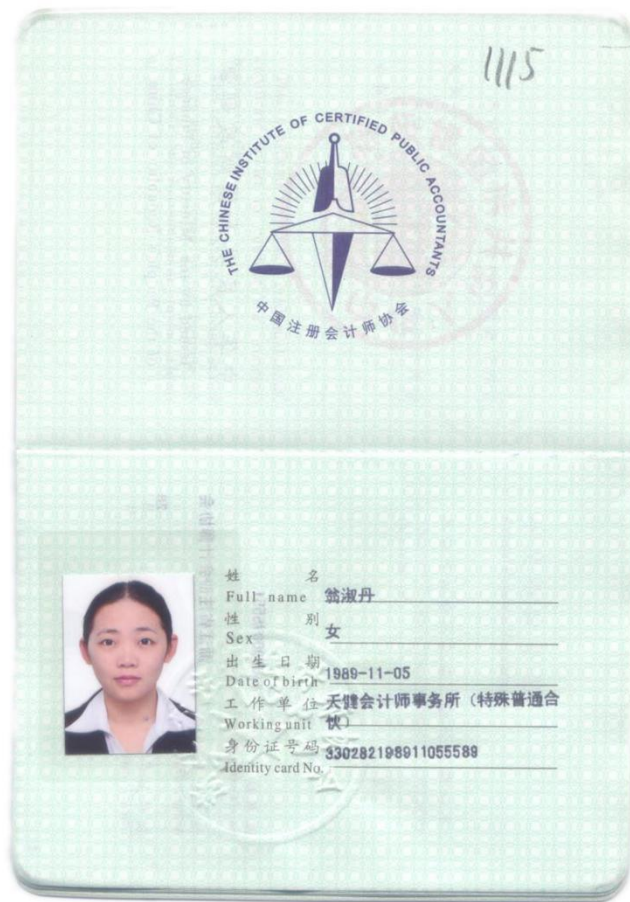 1115
THE CHINESE INSTITUTE OF CERTIFIED PUBLIC ACCOUNTANTS
中国注册会计师协会
姓 名
Full name 翁淑丹
性 别
Sex 女
出生日期
Date of birth 1989-11-05
工作单位 天健会计师事务所（特殊普通合
Working unit 伙）
身份证号码 330282198911055589
Identity card No.